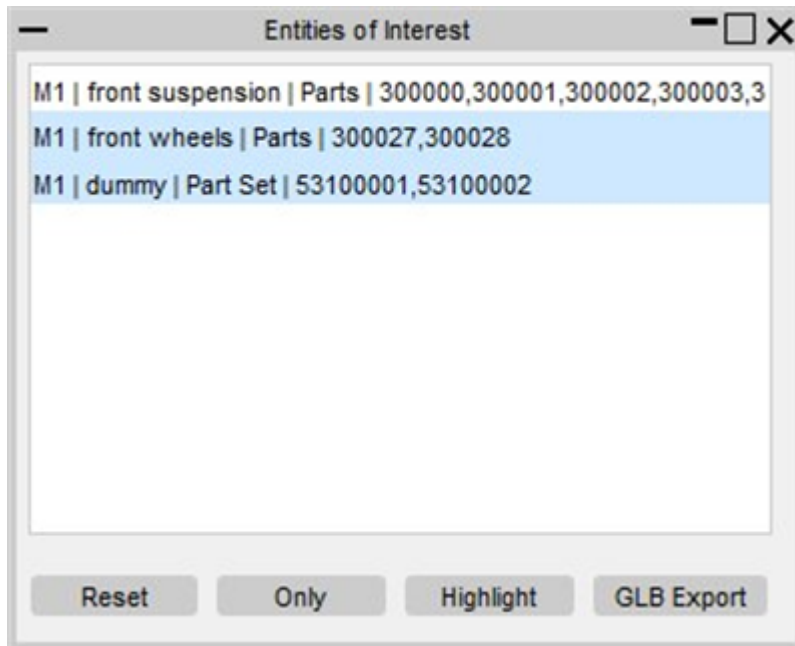 Entities of Interest
M1 | front suspension | Parts | 300000,300001,300002,300003,3
M1 | front wheels | Parts | 300027,300028
M1 | dummy | Part Set | 53100001,53100002
Reset Only Highlight GLB Export